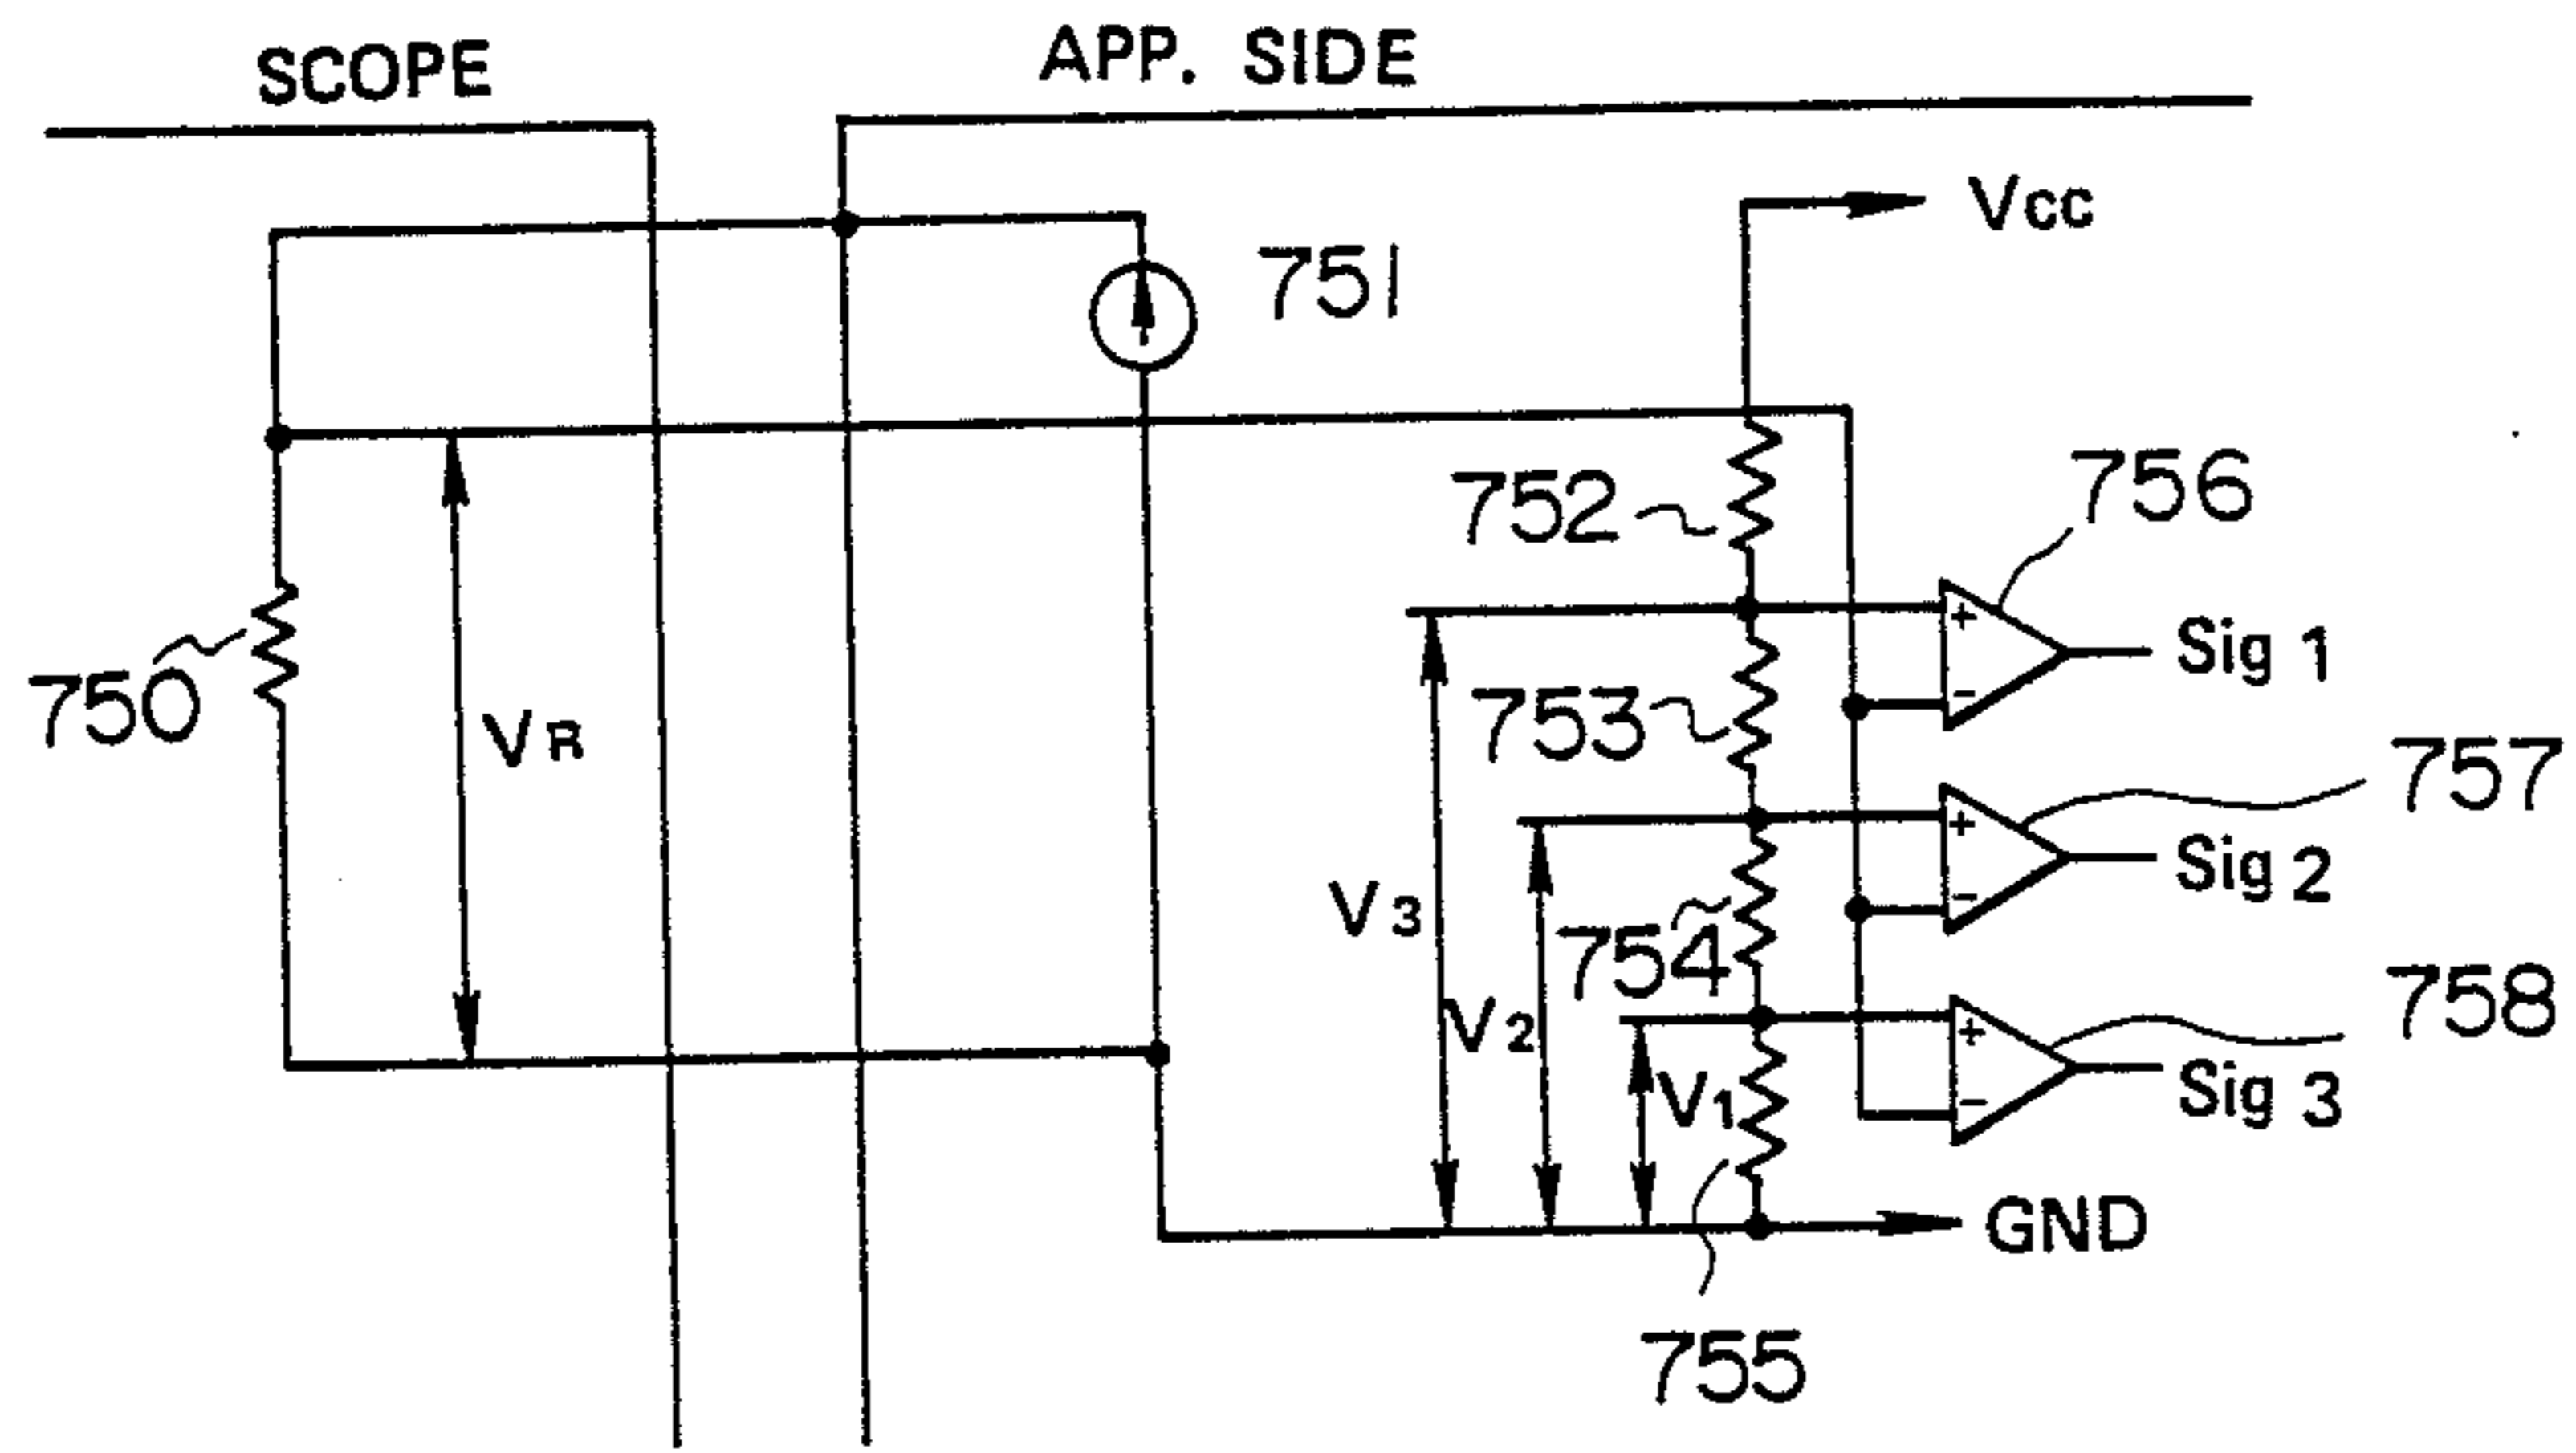 SCOPE
APP. SIDE
Vcc
751
752
756
+
-
Sig 1
750
VR
753
757
+
-
Sig 2
V3
754
758
V2
+
-
Sig 3
V1
GND
755